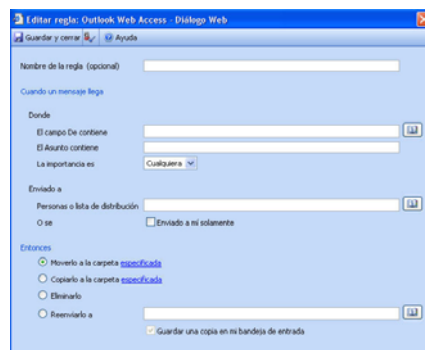 Editar regla: Outlook Web Access - Diálogo Web
Guardar y cerrar Ayuda
Nombre de la regla (opcional)
Cuando un mensaje llega
Donde
El campo De contiene
El Asunto contiene
La importancia es Cualquiera
Enviado a
Personas o lista de distribución
O se Enviado a mí solamente
Entonces
Moverlo a la carpeta especificada
Copiarlo a la carpeta especificada
Eliminarlo
Reenviarlo a
Guardar una copia en mi bandeja de entrada